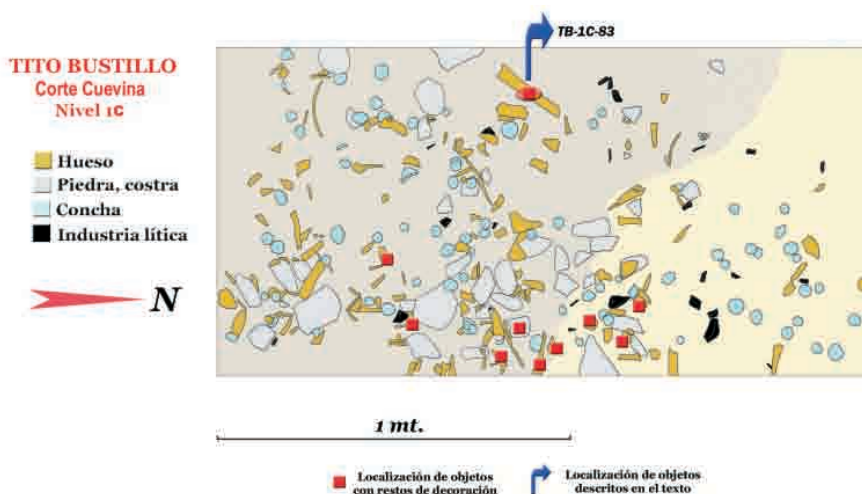 TB-1C-83
TITO BUSTILLO
Corte Cuevina
Nivel 1C
Hueso
Piedra, costra
Concha
Industria lítica
N
1 mt.
Localización de objetos
con restos de decoración
Localización de objetos
descritos en el texto